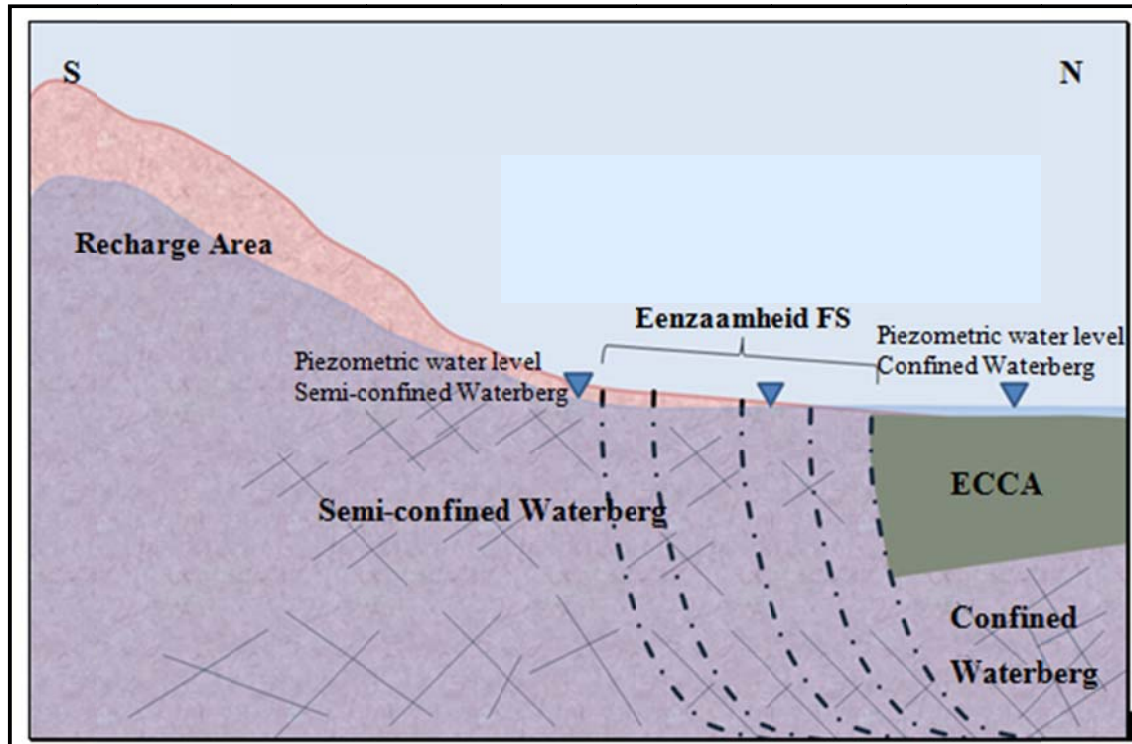 S
N
Recharge Area
Eenzaamheid FS
Piezometric water level
Confined Waterberg
Piezometric water level
Semi-confined Waterberg
ECCA
Semi-confined Waterberg
Confined
Waterberg